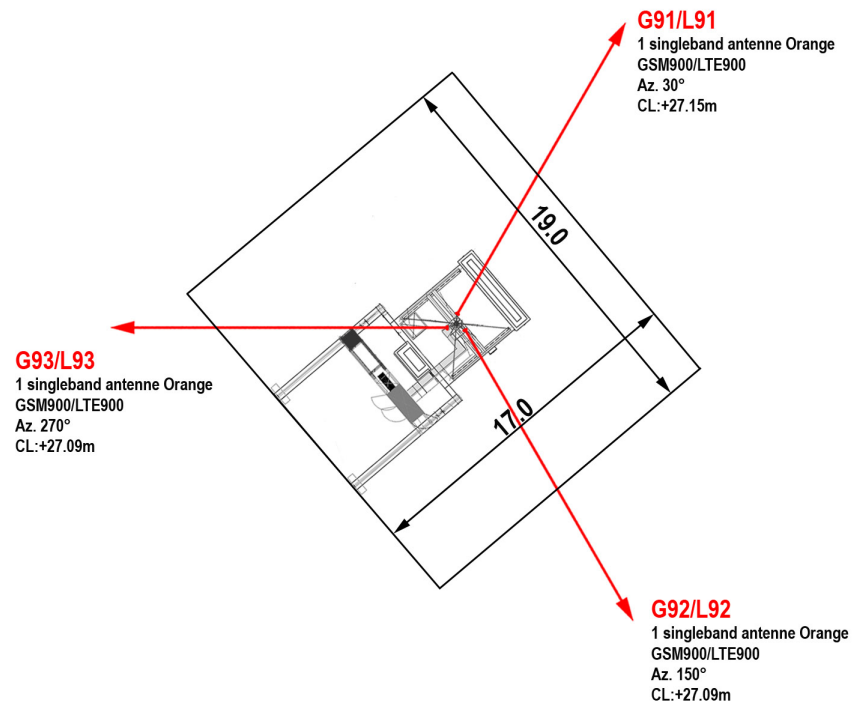 G91/L91
1 singleband antenne Orange
GSM900/LTE900
Az. 30°
CL:+27.15m
19.0
G93/L93
1 singleband antenne Orange
GSM900/LTE900
Az. 270°
CL:+27.09m
17.0
G92/L92
1 singleband antenne Orange
GSM900/LTE900
Az. 150°
CL:+27.09m